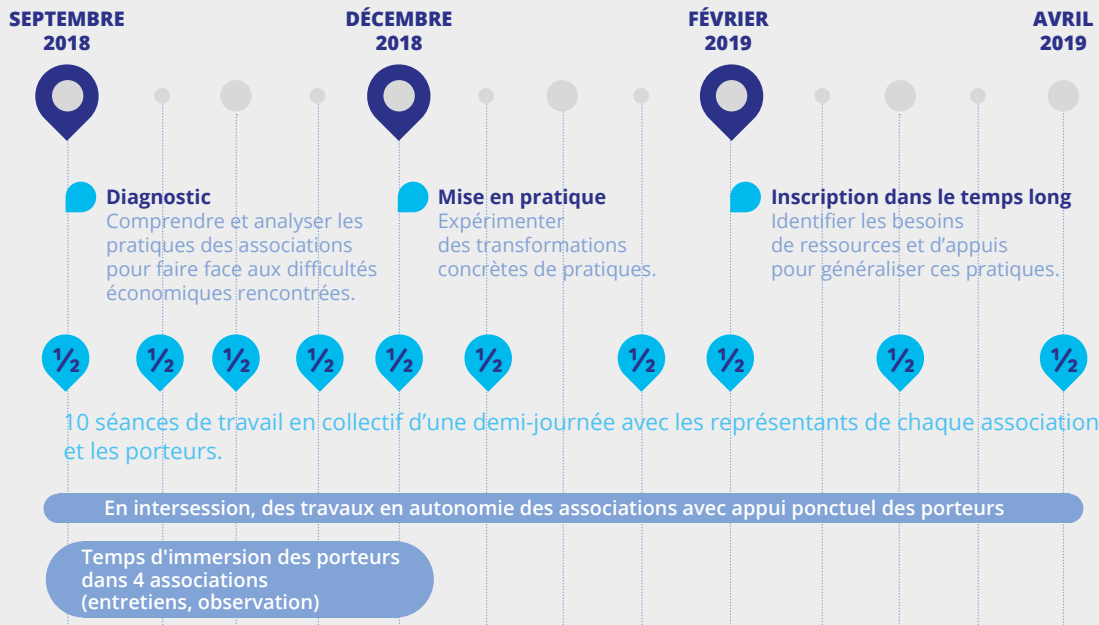 SEPTEMBRE
2018
DÉCEMBRE
2018
FÉVRIER
2019
AVRIL
2019
Diagnostic
Comprendre et analyser les
pratiques des associations
pour faire face aux difficultés
économiques rencontrées.
Mise en pratique
Expérimenter
des transformations
concrètes de pratiques.
Inscription dans le temps long
Identifier les besoins
de ressources et d’appuis
pour généraliser ces pratiques.
½ ½ ½ ½ ½ ½ ½ ½ ½ ½
10 séances de travail en collectif d’une demi-journée avec les représentants de chaque association
et les porteurs.
En intersession, des travaux en autonomie des associations avec appui ponctuel des porteurs
Temps d'immersion des porteurs
dans 4 associations
(entretiens, observation)